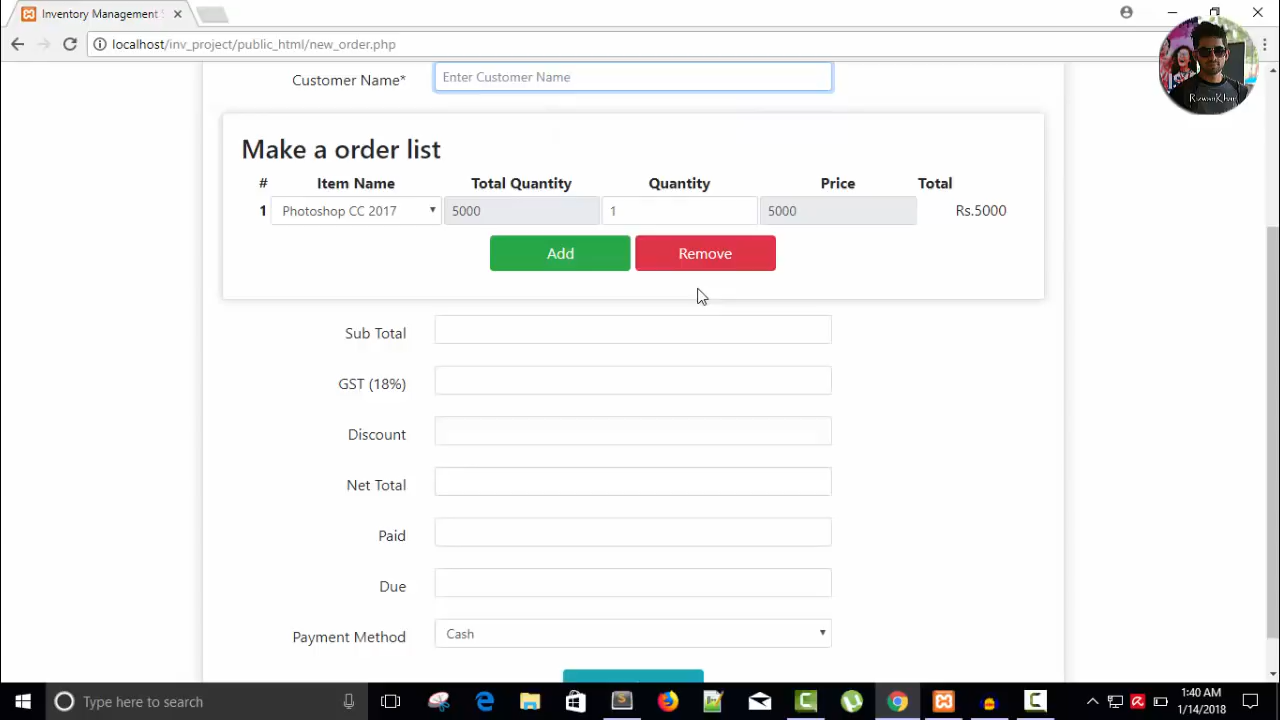 Inventory Management
localhost/inv_project/public_html/new_order.php
RizwanKhan
Customer Name*
Enter Customer Name
Make a order list
# Item Name Total Quantity Quantity Price Total
1 Photoshop CC 2017 5000 1 5000 Rs.5000
Add Remove
Sub Total
GST (18%)
Discount
Net Total
Paid
Due
Payment Method Cash
Type here to search
1:40 AM
1/14/2018